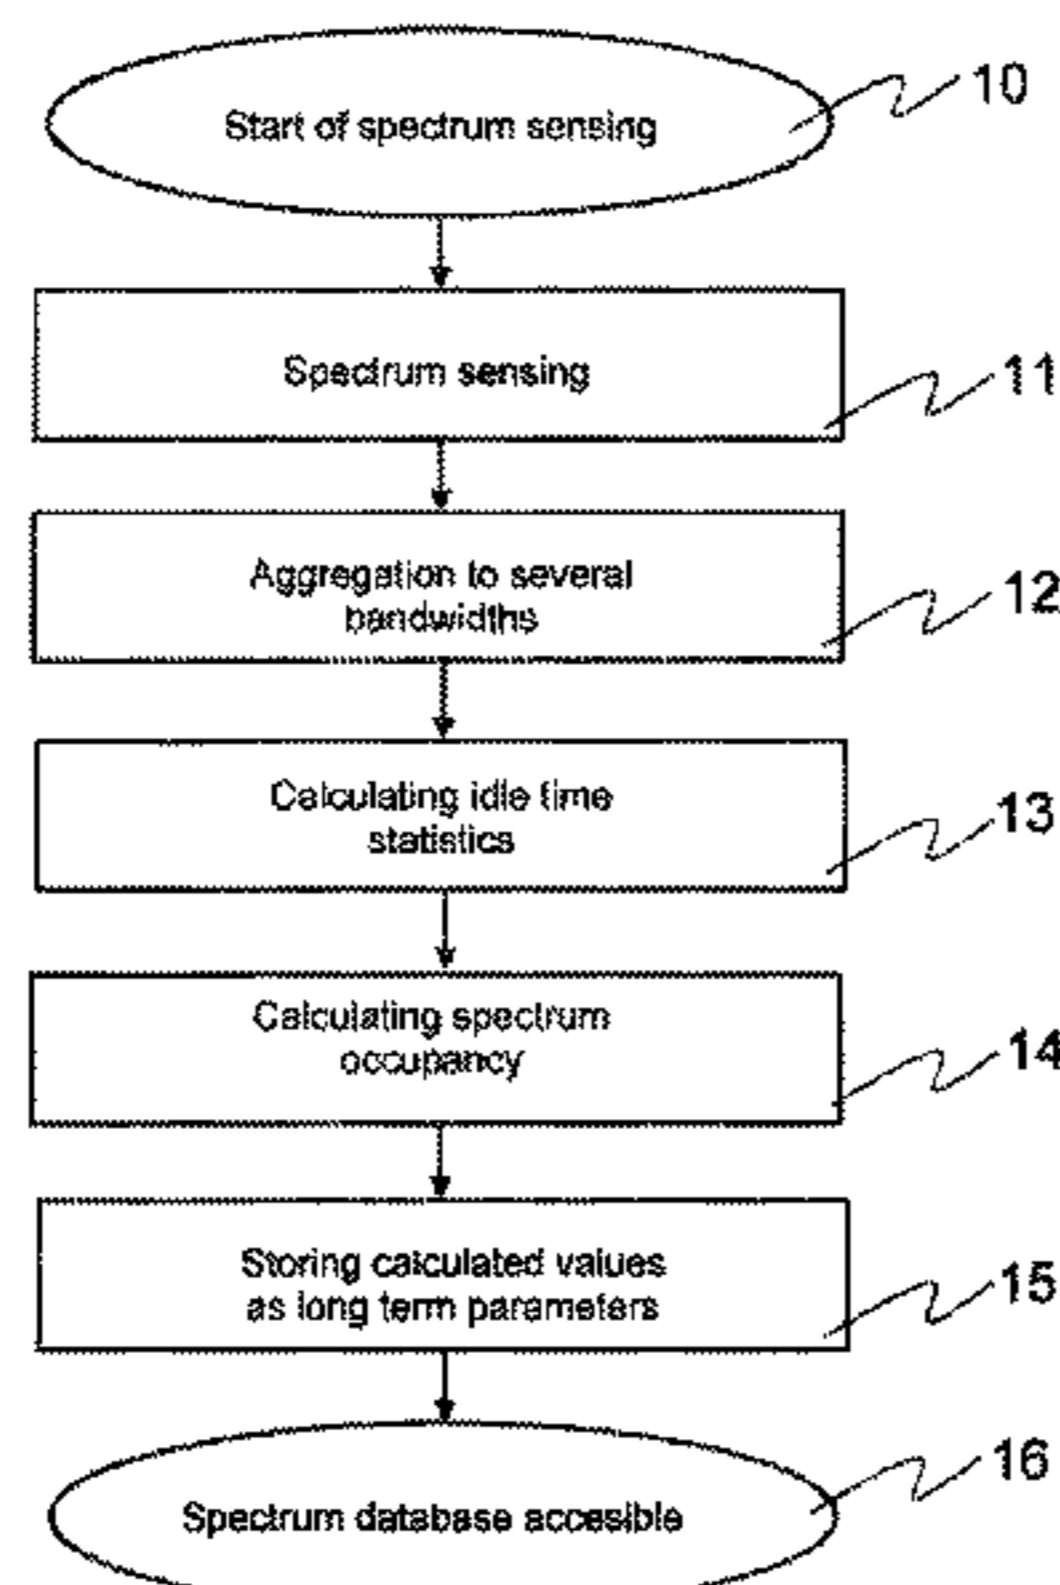 Start of spectrum sensing
10
Spectrum sensing
11
Aggregation to several
bandwidths
12
Calculating idle time
statistics
13
Calculating spectrum
occupancy
14
Storing calculated values
as long term parameters
15
Spectrum database accesible
16